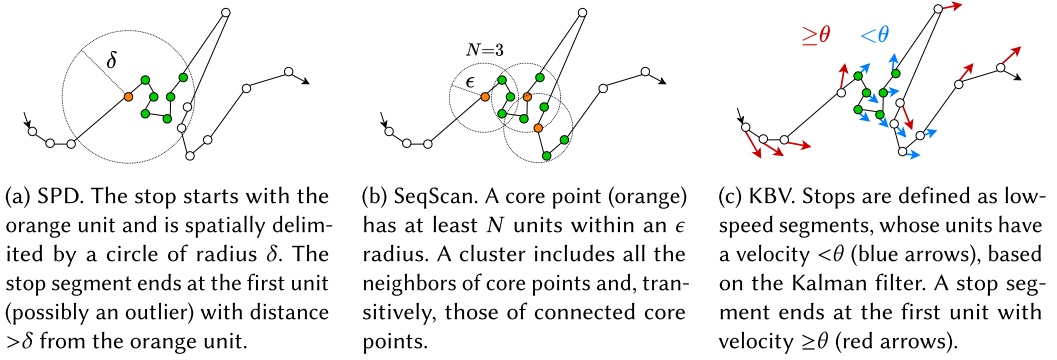 δ
N=3
ϵ
≥θ
<θ
(a) SPD. The stop starts with the
orange unit and is spatially delim-
ited by a circle of radius δ. The
stop segment ends at the first unit
(possibly an outlier) with distance
>δ from the orange unit.
(b) SeqScan. A core point (orange)
has at least N units within an ϵ
radius. A cluster includes all the
neighbors of core points and, tran-
sitively, those of connected core
points.
(c) KBV. Stops are defined as low-
speed segments, whose units have
a velocity <θ (blue arrows), based
on the Kalman filter. A stop seg-
ment ends at the first unit with
velocity ≥θ (red arrows).